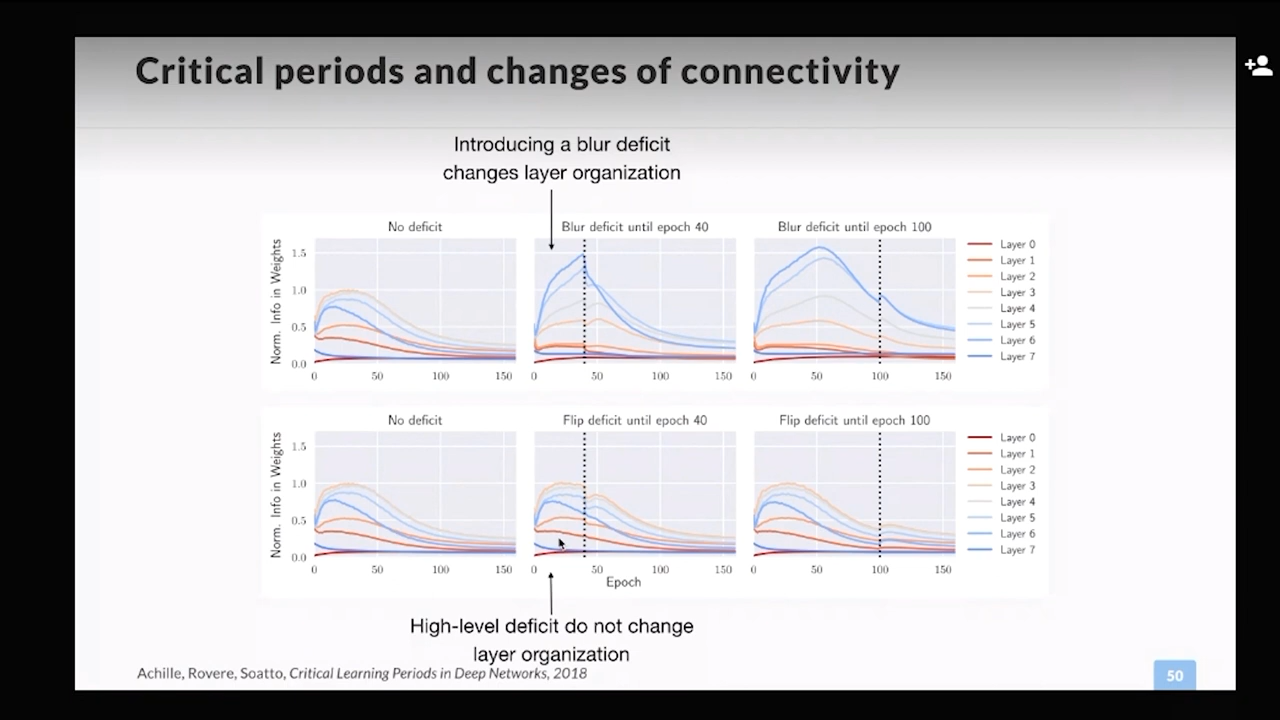 Critical periods and changes of connectivity
Introducing a blur deficit
changes layer organization
No deficit
Blur deficit until epoch 40
Blur deficit until epoch 100
Norm. Info in Weights
1.5
1.0
0.5
0.0
0 50 100 150
0 50 100 150
0 50 100 150
Layer 0
Layer 1
Layer 2
Layer 3
Layer 4
Layer 5
Layer 6
Layer 7
No deficit
Flip deficit until epoch 40
Flip deficit until epoch 100
Norm. Info in Weights
1.5
1.0
0.5
0.0
0 50 100 150
0 50 100 150
0 50 100 150
Epoch
Layer 0
Layer 1
Layer 2
Layer 3
Layer 4
Layer 5
Layer 6
Layer 7
High-level deficit do not change
layer organization
Achille, Rovere, Soatto, Critical Learning Periods in Deep Networks, 2018
50